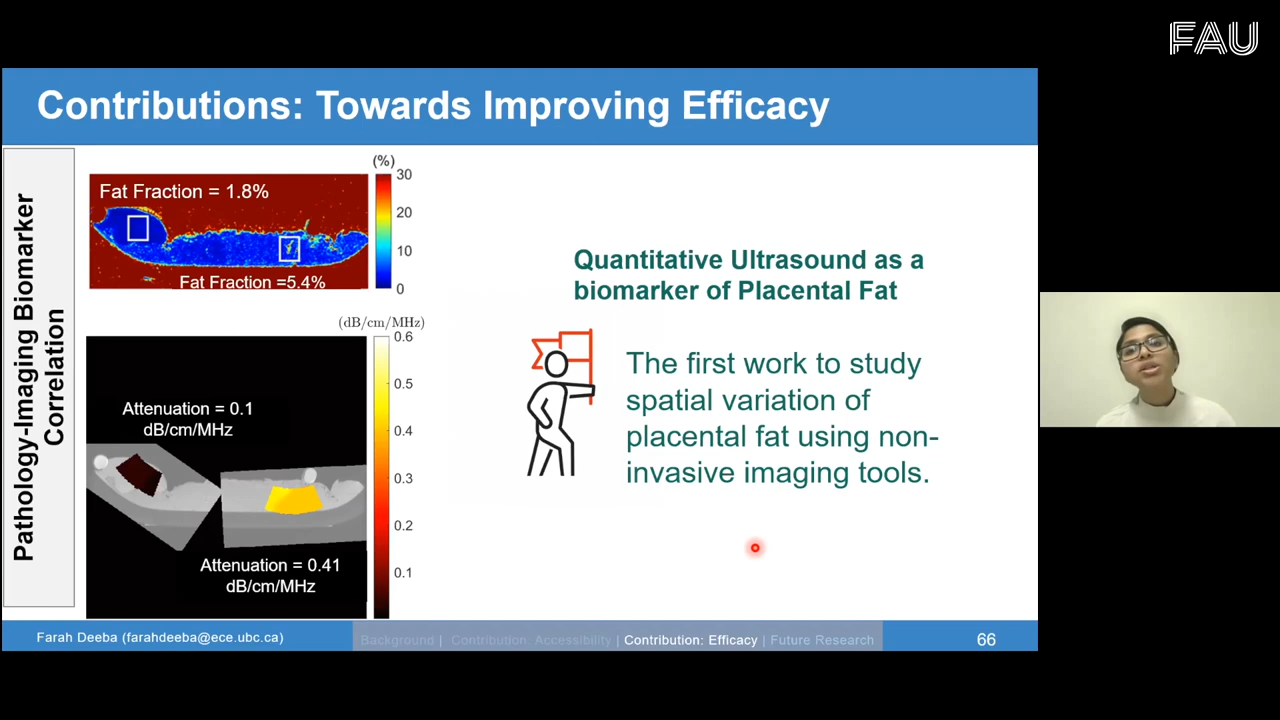 FAU
Contributions: Towards Improving Efficacy
Pathology-Imaging Biomarker
Correlation
(%)
Fat Fraction = 1.8%
30
20
10
0
Fat Fraction =5.4%
(dB/cm/MHz)
0.6
0.5
0.4
0.3
0.2
0.1
Attenuation = 0.1
dB/cm/MHz
Attenuation = 0.41
dB/cm/MHz
Quantitative Ultrasound as a
biomarker of Placental Fat
The first work to study
spatial variation of
placental fat using non-
invasive imaging tools.
Farah Deeba (farahdeeba@ece.ubc.ca)
Background | Contribution: Accessibility | Contribution: Efficacy | Future Research
66